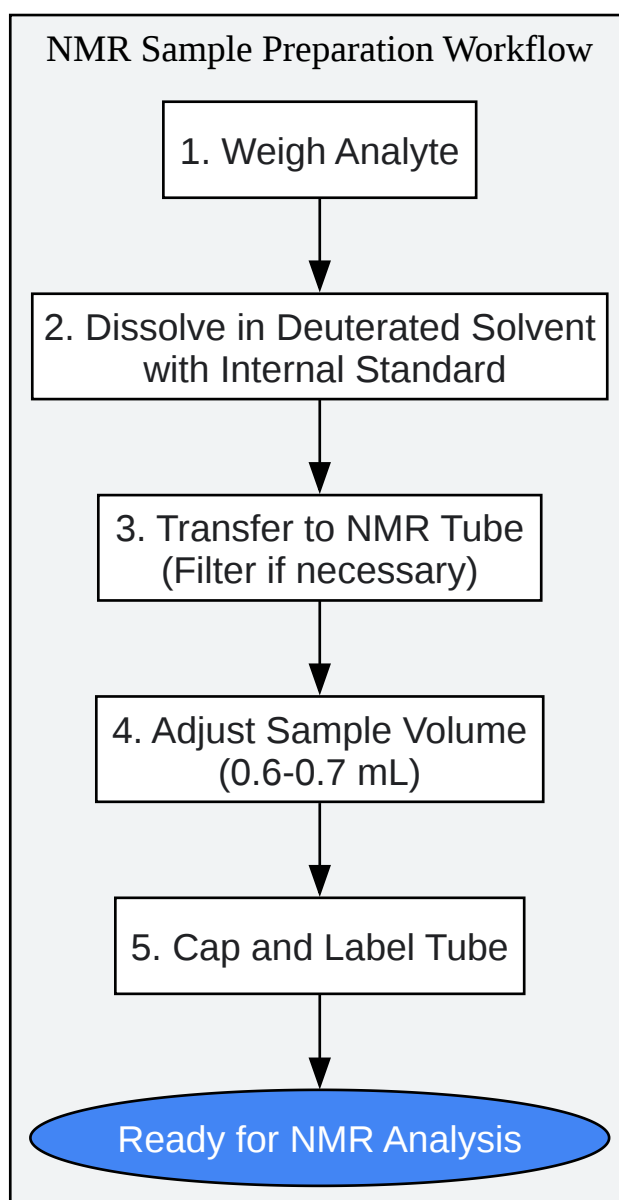 NMR Sample Preparation Workflow
1. Weigh Analyte
2. Dissolve in Deuterated Solvent
with Internal Standard
3. Transfer to NMR Tube
(Filter if necessary)
4. Adjust Sample Volume
(0.6-0.7 mL)
5. Cap and Label Tube
Ready for NMR Analysis